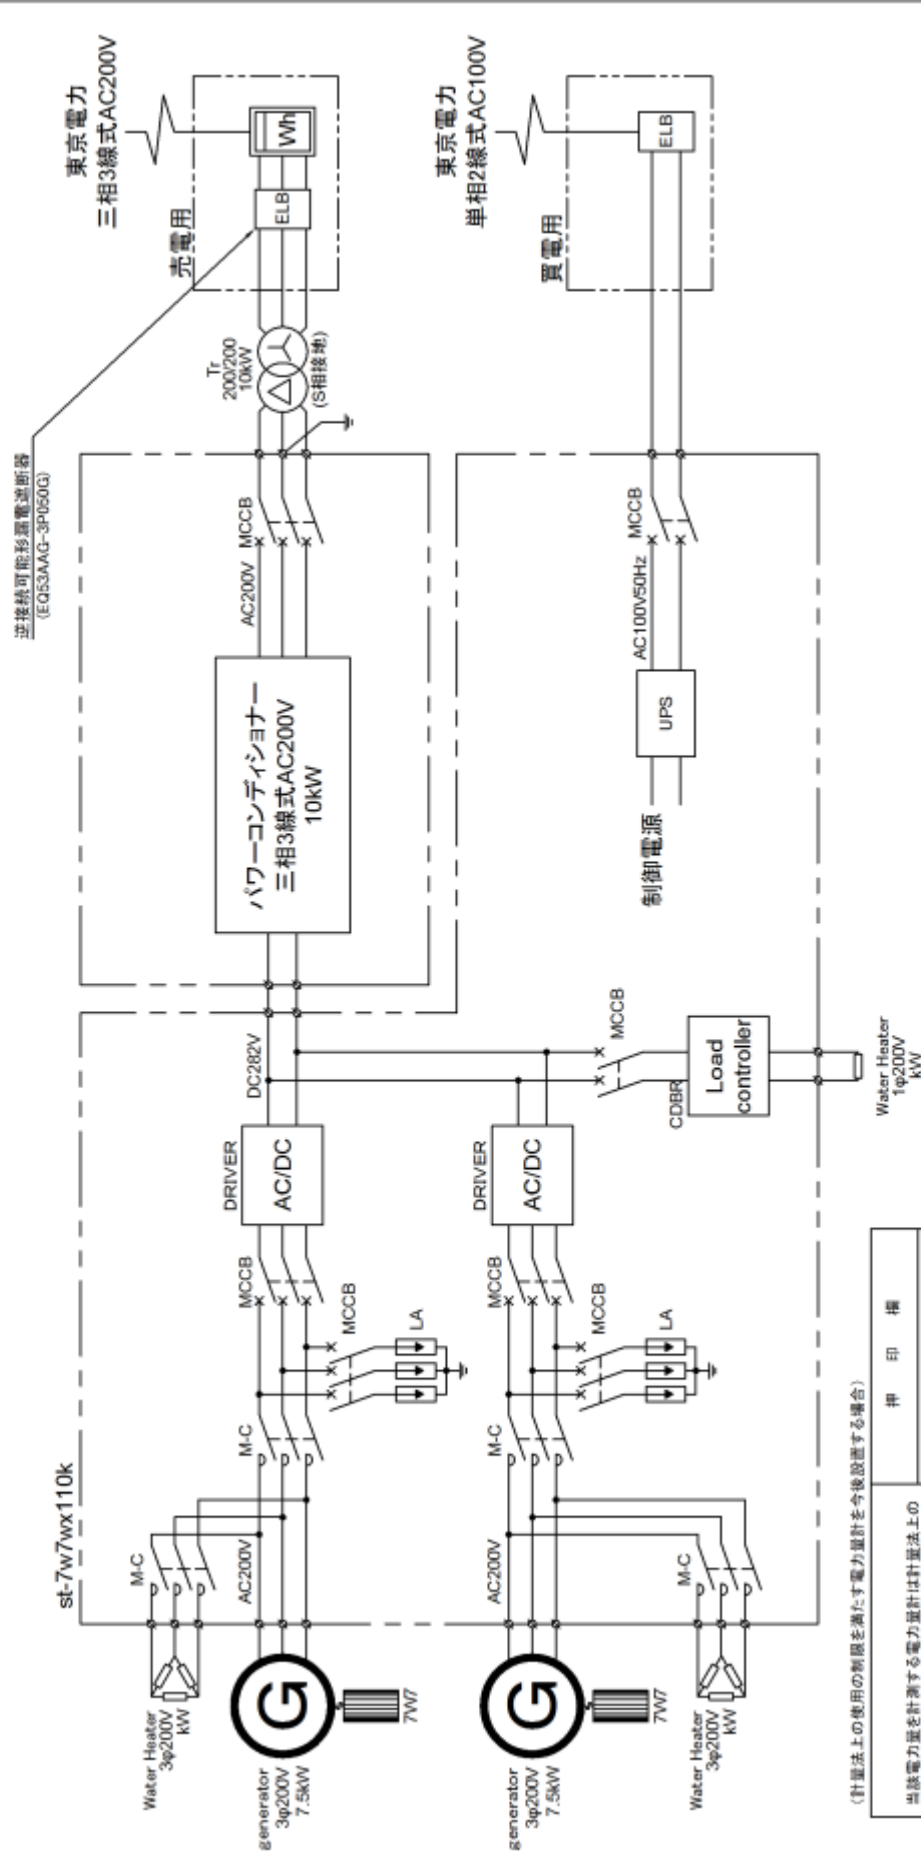 東京電力
三相3線式AC200V
売電用
Wh
ELB
逆接続可能形漏電遮断器
(EQ53AAG-3P050G)
Tr
200/200
10kW
(S相接地)
MCCB
AC200V
パワーコンディショナー
三相3線式AC200V
10kW
東京電力
単相2線式AC100V
買電用
ELB
MCCB
AC100V50Hz
UPS
制御電源
st-7w7wx110k
DC282V
DRIVER
AC/DC
MCCB
MCCB
LA
M-C
M-C
AC200V
Water Heater
3φ200V
kW
G
generator
3φ200V
7.5kW
7W7
DRIVER
AC/DC
MCCB
MCCB
LA
M-C
AC200V
M-C
G
generator
3φ200V
7.5kW
7W7
Water Heater
3φ200V
kW
MCCB
CDBR
Load
controller
Water Heater
1φ200V
kW
(計量法上の使用の制限を満たす電力量計を今後設置する場合)
押 印 欄
当該電力量を計測する電力量計は計量法上の